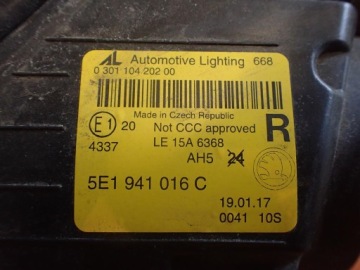 AL Automotive Lighting 668
0 301 104 202 00
Made in Czech Republic
E1 20 Not CCC approved R
4337 LE 15A 6368
AH5 24
5E1 941 016 C
19.01.17
0041 10S